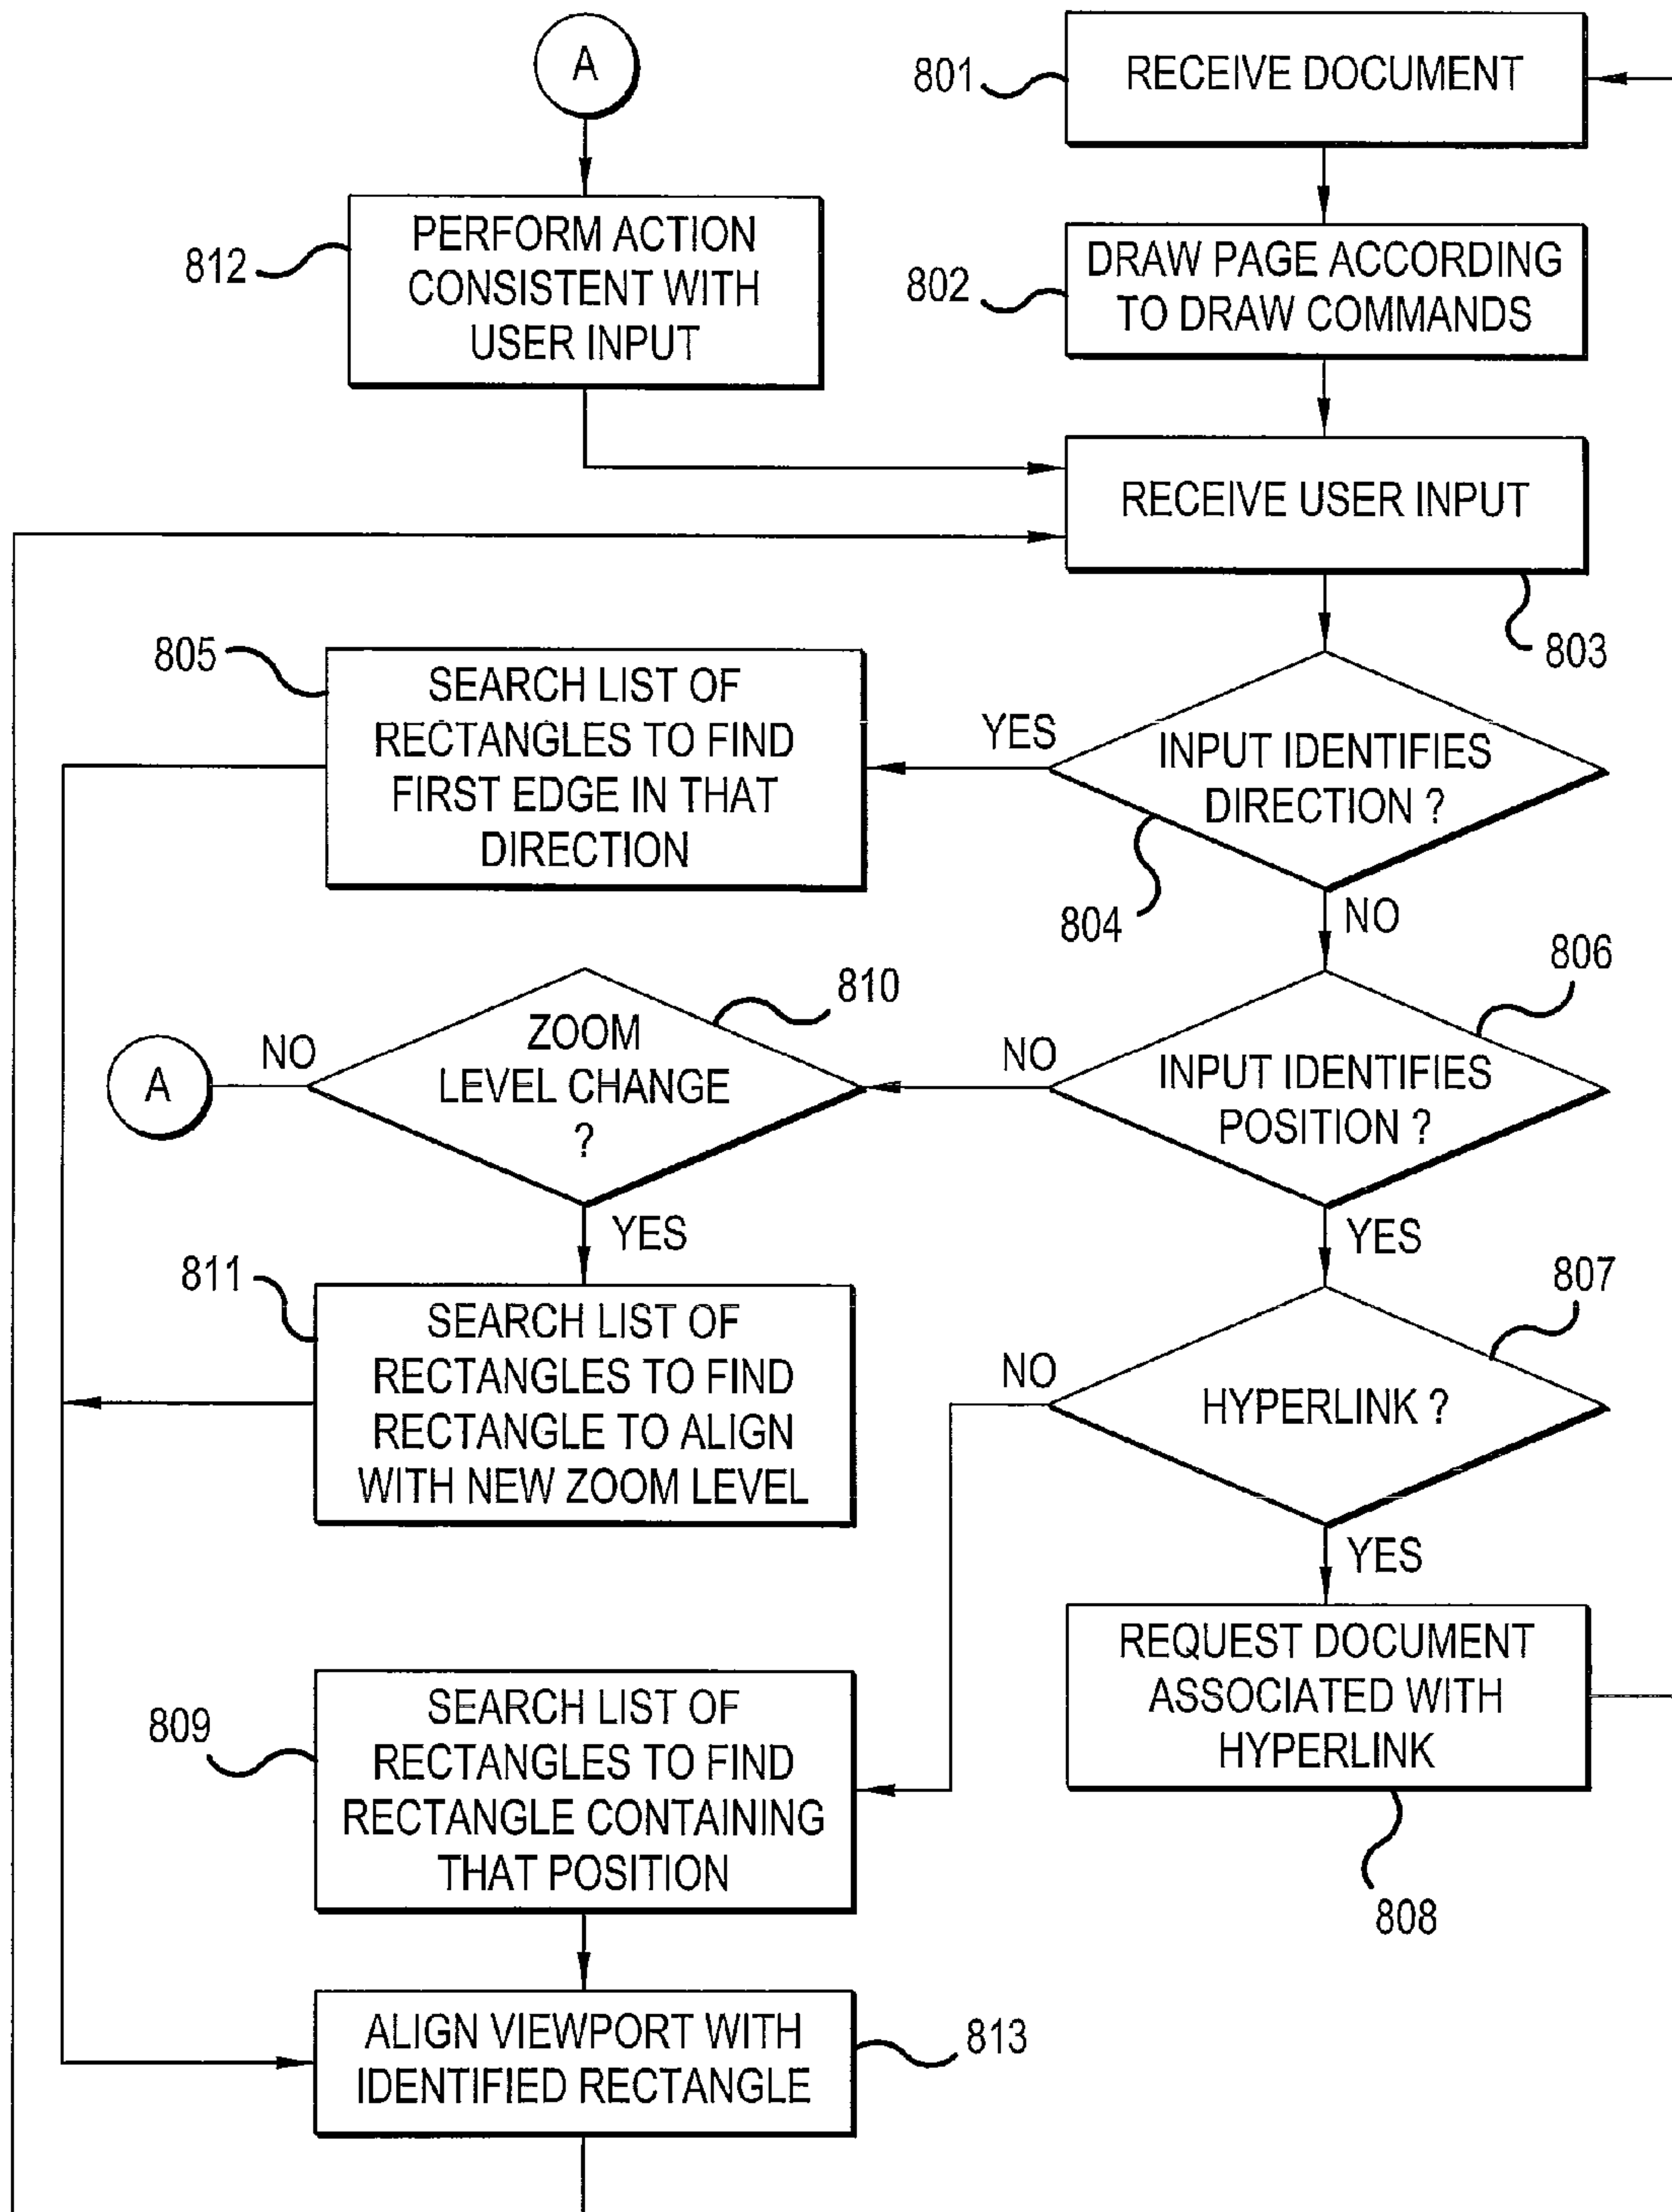 A
801
RECEIVE DOCUMENT
812
PERFORM ACTION
CONSISTENT WITH
USER INPUT
802
DRAW PAGE ACCORDING
TO DRAW COMMANDS
RECEIVE USER INPUT
803
805
SEARCH LIST OF
RECTANGLES TO FIND
FIRST EDGE IN THAT
DIRECTION
YES
INPUT IDENTIFIES
DIRECTION ?
804
NO
806
810
A
NO
ZOOM
LEVEL CHANGE
?
NO
INPUT IDENTIFIES
POSITION ?
YES
YES
811
SEARCH LIST OF
RECTANGLES TO FIND
RECTANGLE TO ALIGN
WITH NEW ZOOM LEVEL
807
NO
HYPERLINK ?
YES
809
SEARCH LIST OF
RECTANGLES TO FIND
RECTANGLE CONTAINING
THAT POSITION
REQUEST DOCUMENT
ASSOCIATED WITH
HYPERLINK
808
ALIGN VIEWPORT WITH
IDENTIFIED RECTANGLE
813